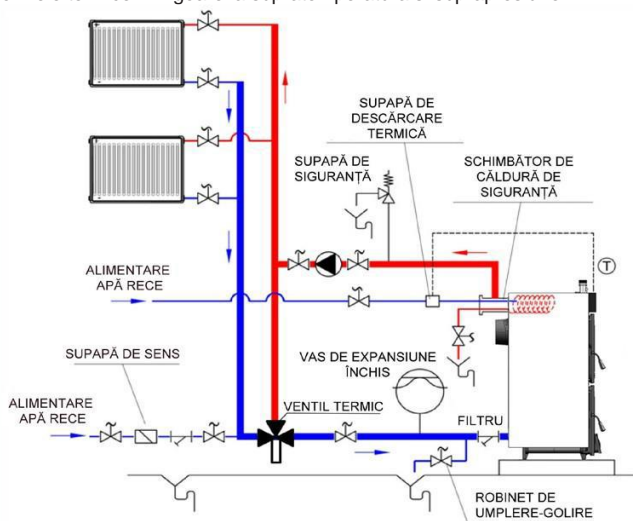 SUPAPĂ DE
DESCĂRCARE
TERMICĂ
SUPAPĂ DE
SIGURANȚĂ
SCHIMBĂTOR DE
CĂLDURĂ DE
SIGURANȚĂ
T
ALIMENTARE
APĂ RECE
SUPAPĂ DE SENS
VAS DE EXPANSIUNE
ÎNCHIS
ALIMENTARE
APĂ RECE
VENTIL TERMIC
FILTRU
ROBINET DE
UMPLERE-GOLIRE